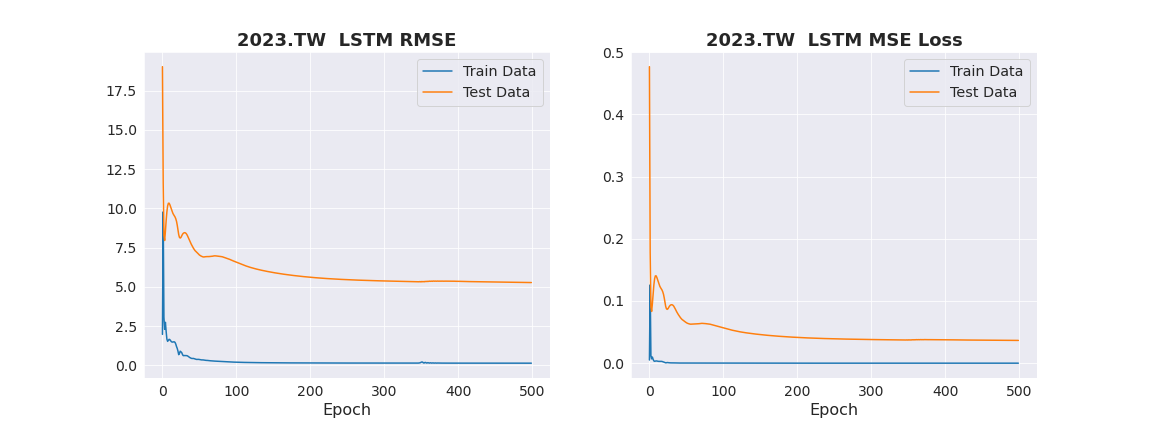 2023.TW  LSTM RMSE
Train Data
Test Data
17.5
15.0
12.5
10.0
7.5
5.0
2.5
0.0
0 100 200 300 400 500
Epoch
2023.TW  LSTM MSE Loss
Train Data
Test Data
0.5
0.4
0.3
0.2
0.1
0.0
0 100 200 300 400 500
Epoch